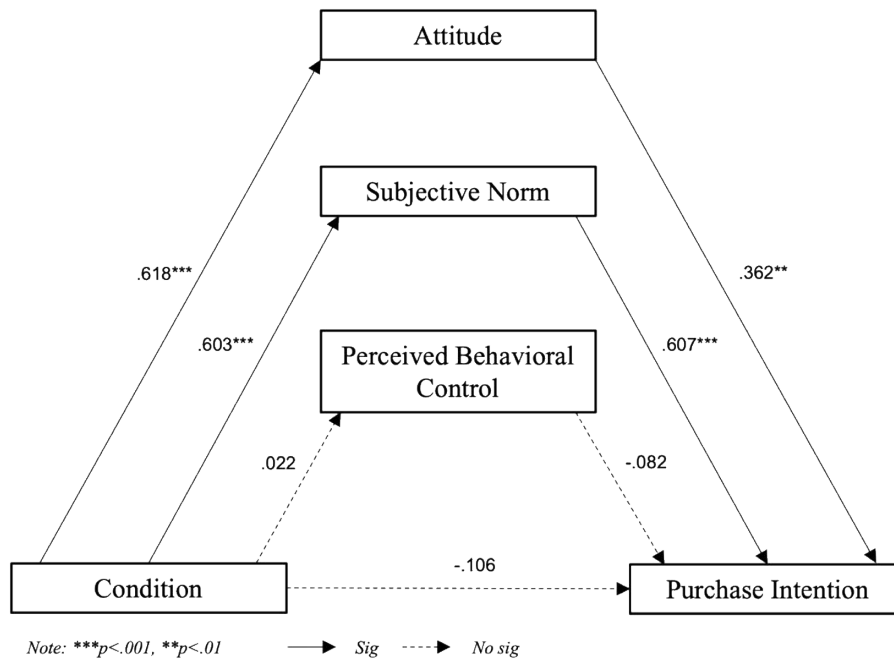 Attitude
Subjective Norm
.618***
.362**
.603***
.607***
Perceived Behavioral
Control
.022
-.082
Condition
-.106
Purchase Intention
Note: ***p<.001, **p<.01 Sig No sig